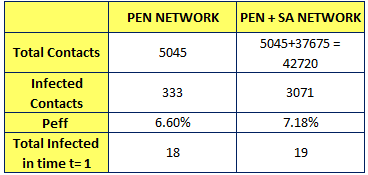 PEN NETWORK PEN + SA NETWORK
Total Contacts 5045 5045+37675 =
42720
Infected
Contacts 333 3071
Peff 6.60% 7.18%
Total Infected
in time t= 1 18 19